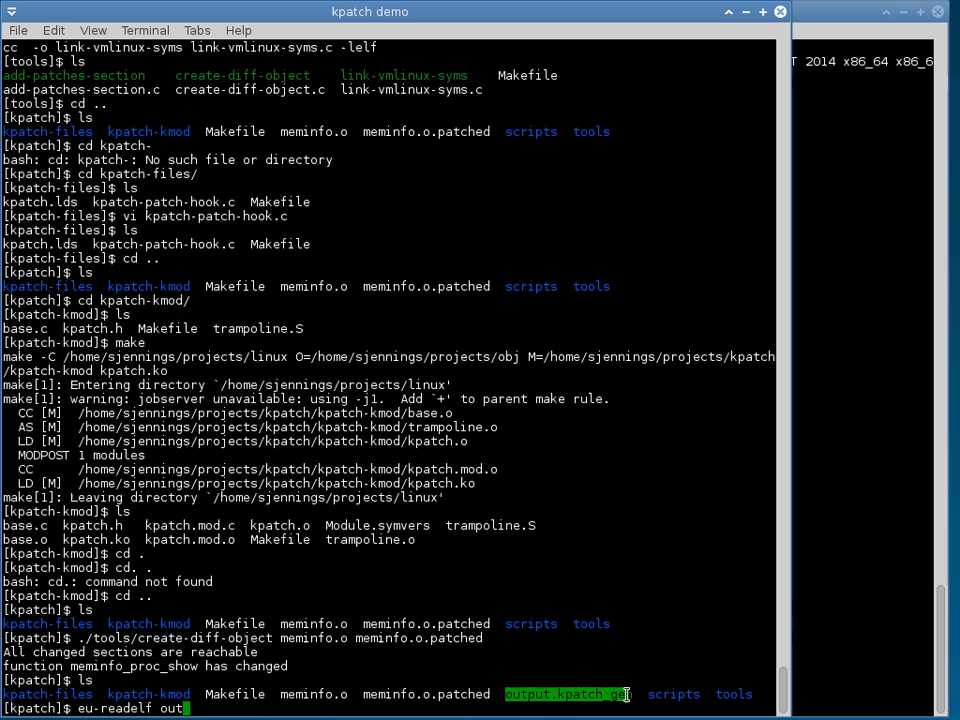 kpatch demo
File Edit View Terminal Tabs Help
cc  -o link-vmlinux-syms link-vmlinux-syms.c -lelf
T 2014 x86_64 x86_6
[tools]$ ls
add-patches-section    create-diff-object    link-vmlinux-syms    Makefile
add-patches-section.c  create-diff-object.c  link-vmlinux-syms.c
[tools]$ cd ..
[kpatch]$ ls
kpatch-files  kpatch-kmod  Makefile  meminfo.o  meminfo.o.patched  scripts  tools
[kpatch]$ cd kpatch-
bash: cd: kpatch-: No such file or directory
[kpatch]$ cd kpatch-files/
[kpatch-files]$ ls
kpatch.lds  kpatch-patch-hook.c  Makefile
[kpatch-files]$ vi kpatch-patch-hook.c
[kpatch-files]$ ls
kpatch.lds  kpatch-patch-hook.c  Makefile
[kpatch-files]$ cd ..
[kpatch]$ ls
kpatch-files  kpatch-kmod  Makefile  meminfo.o  meminfo.o.patched  scripts  tools
[kpatch]$ cd kpatch-kmod/
[kpatch-kmod]$ ls
base.c  kpatch.h  Makefile  trampoline.S
[kpatch-kmod]$ make
make -C /home/sjennings/projects/linux O=/home/sjennings/projects/obj M=/home/sjennings/projects/kpatch
/kpatch-kmod kpatch.ko
make[1]: Entering directory `/home/sjennings/projects/linux'
make[1]: warning: jobserver unavailable: using -j1.  Add `+' to parent make rule.
  CC [M]  /home/sjennings/projects/kpatch/kpatch-kmod/base.o
  AS [M]  /home/sjennings/projects/kpatch/kpatch-kmod/trampoline.o
  LD [M]  /home/sjennings/projects/kpatch/kpatch-kmod/kpatch.o
  MODPOST 1 modules
  CC      /home/sjennings/projects/kpatch/kpatch-kmod/kpatch.mod.o
  LD [M]  /home/sjennings/projects/kpatch/kpatch-kmod/kpatch.ko
make[1]: Leaving directory `/home/sjennings/projects/linux'
[kpatch-kmod]$ ls
base.c  kpatch.h   kpatch.mod.c  kpatch.o  Module.symvers  trampoline.S
base.o  kpatch.ko  kpatch.mod.o  Makefile  trampoline.o
[kpatch-kmod]$ cd .
[kpatch-kmod]$ cd. .
bash: cd.: command not found
[kpatch-kmod]$ cd ..
[kpatch]$ ls
kpatch-files  kpatch-kmod  Makefile  meminfo.o  meminfo.o.patched  scripts  tools
[kpatch]$ ./tools/create-diff-object meminfo.o meminfo.o.patched
All changed sections are reachable
function meminfo_proc_show has changed
[kpatch]$ ls
kpatch-files  kpatch-kmod  Makefile  meminfo.o  meminfo.o.patched  output.kpatch_gen  scripts  tools
[kpatch]$ eu-readelf out